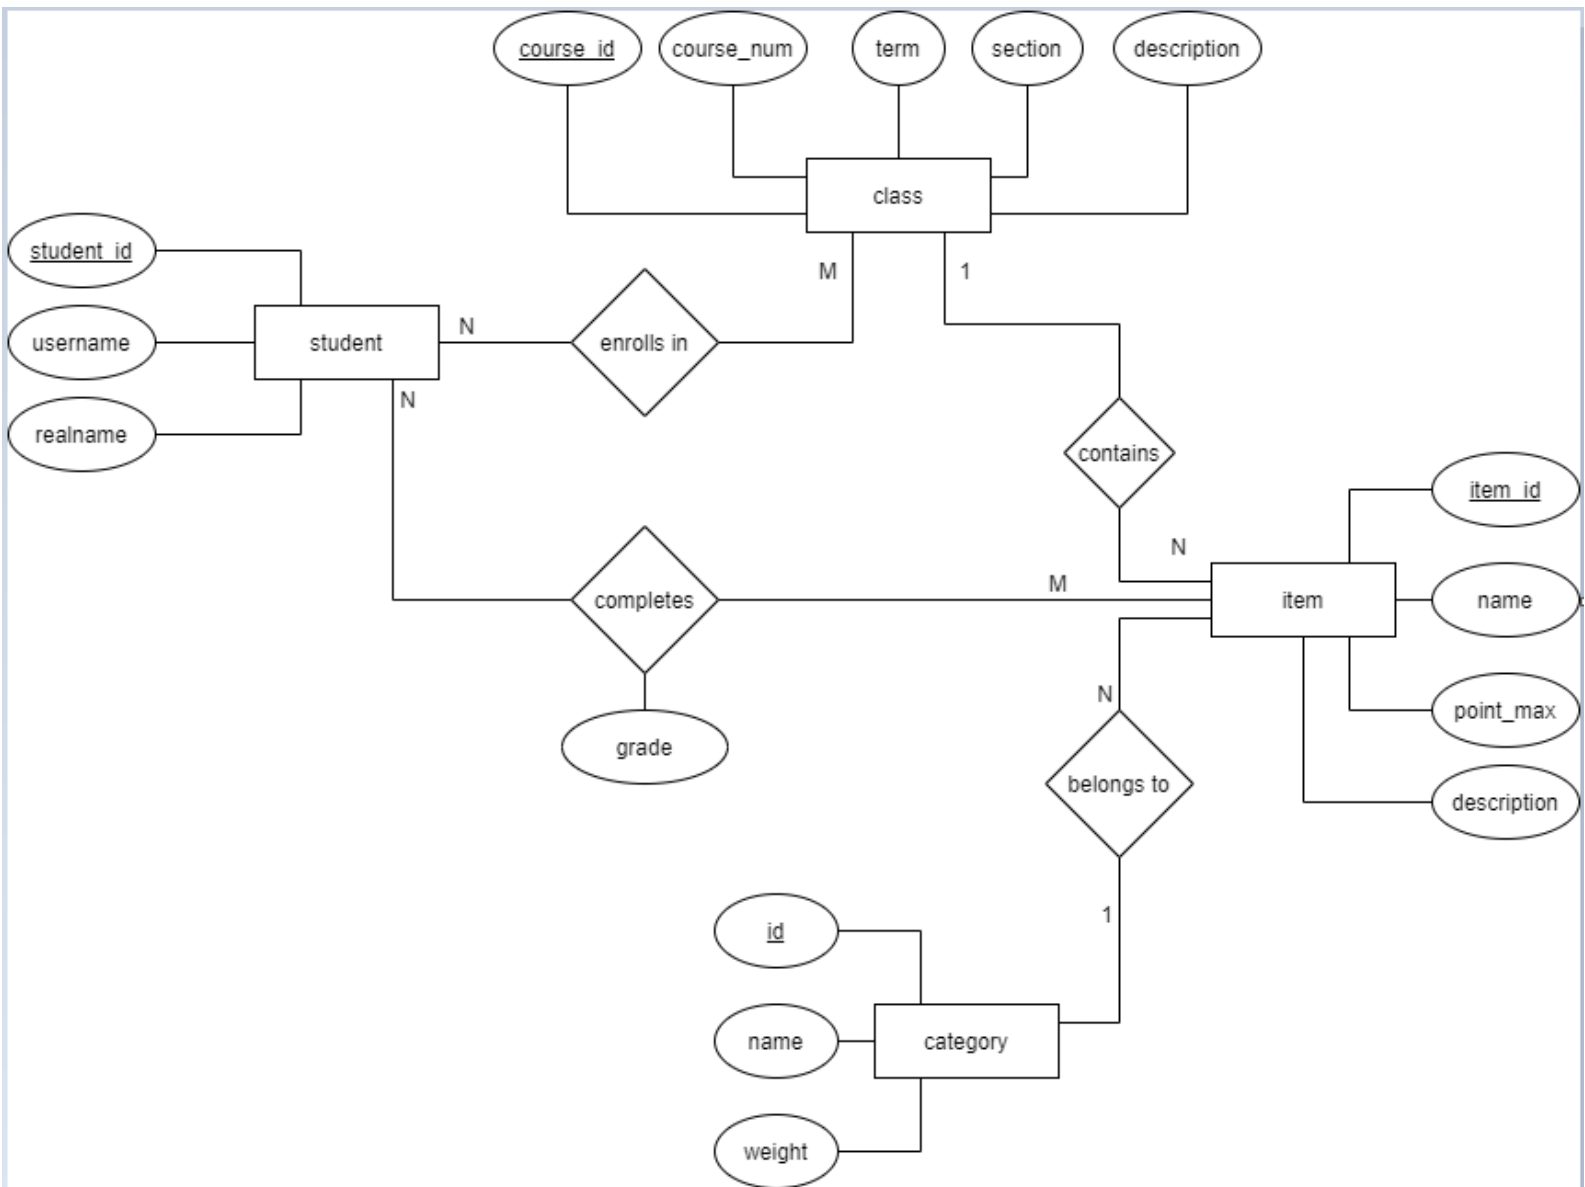 course_id
course_num
term
section
description
class
student_id
M
1
username
student
N
enrolls in
N
realname
contains
item_id
N
completes
M
item
name
N
point_max
grade
belongs to
description
1
id
name
category
weight